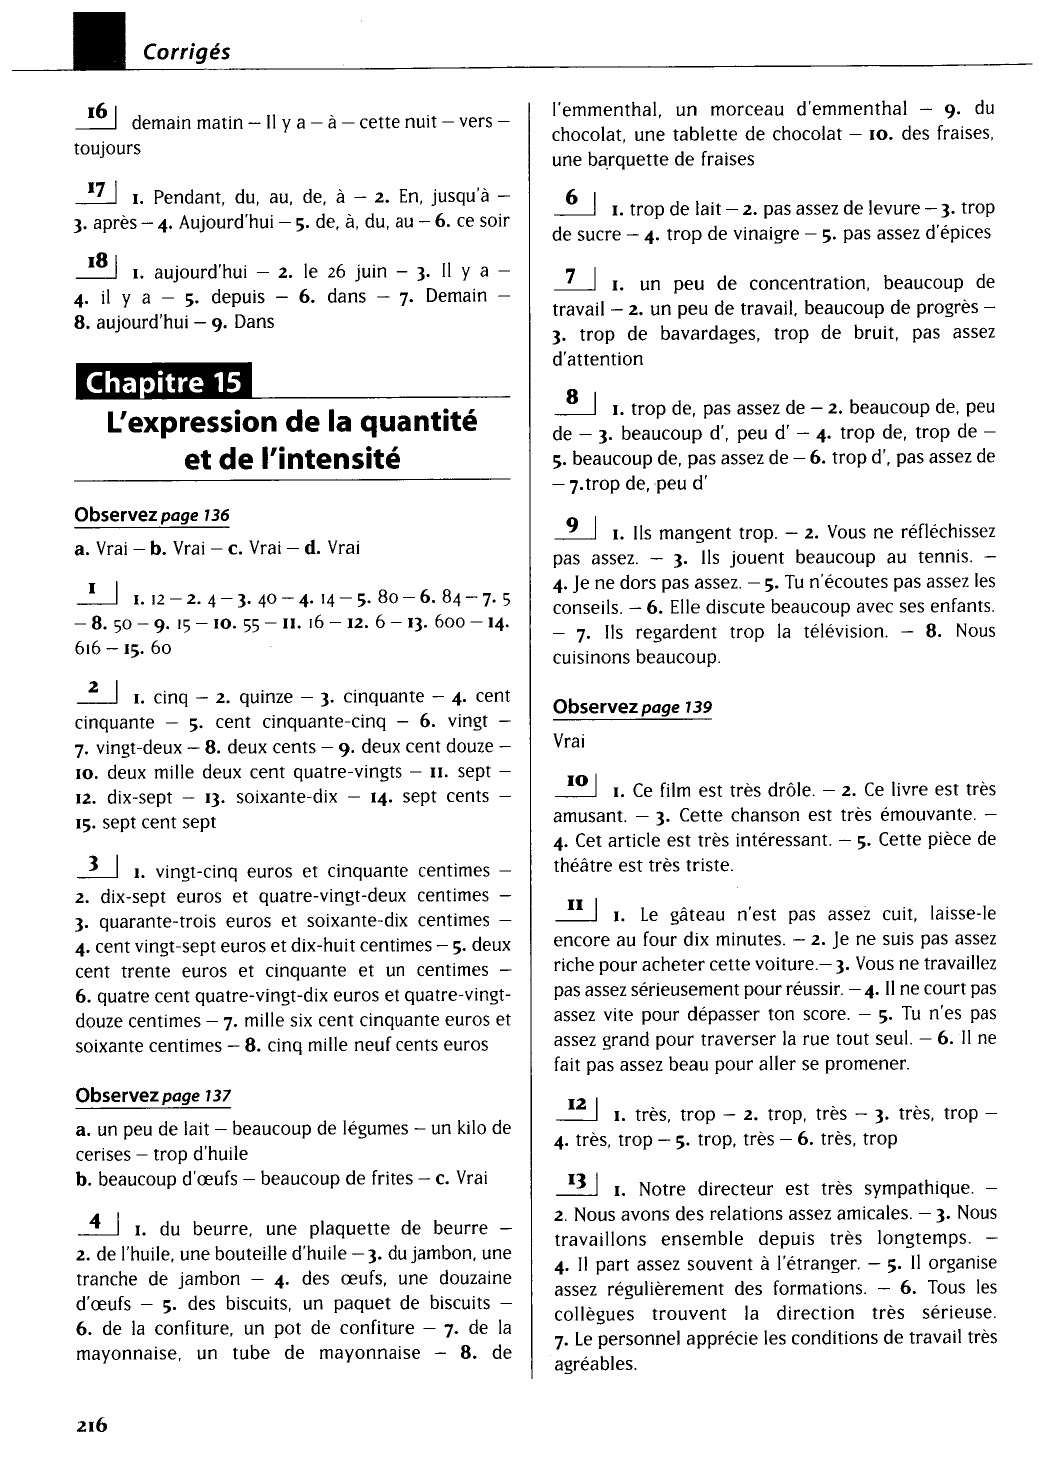 Corrigés
16 demain matin – Il y a – à – cette nuit – vers –
toujours
17 1. Pendant, du, au, de, à – 2. En, jusqu'à –
3. après – 4. Aujourd'hui – 5. de, à, du, au – 6. ce soir
18 1. aujourd'hui – 2. le 26 juin – 3. Il y a –
4. il y a – 5. depuis – 6. dans – 7. Demain –
8. aujourd'hui – 9. Dans
Chapitre 15
L'expression de la quantité
et de l'intensité
Observez page 136
a. Vrai – b. Vrai – c. Vrai – d. Vrai
1 1. 12 – 2. 4 – 3. 40 – 4. 14 – 5. 80 – 6. 84 – 7. 5
– 8. 50 – 9. 15 – 10. 55 – 11. 16 – 12. 6 – 13. 600 – 14.
616 – 15. 60
2 1. cinq – 2. quinze – 3. cinquante – 4. cent
cinquante – 5. cent cinquante-cinq – 6. vingt –
7. vingt-deux – 8. deux cents – 9. deux cent douze –
10. deux mille deux cent quatre-vingts – 11. sept –
12. dix-sept – 13. soixante-dix – 14. sept cents –
15. sept cent sept
3 1. vingt-cinq euros et cinquante centimes –
2. dix-sept euros et quatre-vingt-deux centimes –
3. quarante-trois euros et soixante-dix centimes –
4. cent vingt-sept euros et dix-huit centimes – 5. deux
cent trente euros et cinquante et un centimes –
6. quatre cent quatre-vingt-dix euros et quatre-vingt-
douze centimes – 7. mille six cent cinquante euros et
soixante centimes – 8. cinq mille neuf cents euros
Observez page 137
a. un peu de lait – beaucoup de légumes – un kilo de
cerises – trop d'huile
b. beaucoup d'œufs – beaucoup de frites – c. Vrai
4 1. du beurre, une plaquette de beurre –
2. de l'huile, une bouteille d'huile – 3. du jambon, une
tranche de jambon – 4. des œufs, une douzaine
d'œufs – 5. des biscuits, un paquet de biscuits –
6. de la confiture, un pot de confiture – 7. de la
mayonnaise, un tube de mayonnaise – 8. de
l'emmenthal, un morceau d'emmenthal – 9. du
chocolat, une tablette de chocolat – 10. des fraises,
une barquette de fraises
6 1. trop de lait – 2. pas assez de levure – 3. trop
de sucre – 4. trop de vinaigre – 5. pas assez d'épices
7 1. un peu de concentration, beaucoup de
travail – 2. un peu de travail, beaucoup de progrès –
3. trop de bavardages, trop de bruit, pas assez
d'attention
8 1. trop de, pas assez de – 2. beaucoup de, peu
de – 3. beaucoup d', peu d' – 4. trop de, trop de –
5. beaucoup de, pas assez de – 6. trop d', pas assez de
– 7.trop de, peu d'
9 1. Ils mangent trop. – 2. Vous ne réfléchissez
pas assez. – 3. Ils jouent beaucoup au tennis. –
4. Je ne dors pas assez. – 5. Tu n'écoutes pas assez les
conseils. – 6. Elle discute beaucoup avec ses enfants.
– 7. Ils regardent trop la télévision. – 8. Nous
cuisinons beaucoup.
Observez page 139
Vrai
10 1. Ce film est très drôle. – 2. Ce livre est très
amusant. – 3. Cette chanson est très émouvante. –
4. Cet article est très intéressant. – 5. Cette pièce de
théâtre est très triste.
11 1. Le gâteau n'est pas assez cuit, laisse-le
encore au four dix minutes. – 2. Je ne suis pas assez
riche pour acheter cette voiture.– 3. Vous ne travaillez
pas assez sérieusement pour réussir. – 4. Il ne court pas
assez vite pour dépasser ton score. – 5. Tu n'es pas
assez grand pour traverser la rue tout seul. – 6. Il ne
fait pas assez beau pour aller se promener.
12 1. très, trop – 2. trop, très – 3. très, trop –
4. très, trop – 5. trop, très – 6. très, trop
13 1. Notre directeur est très sympathique. –
2. Nous avons des relations assez amicales. – 3. Nous
travaillons ensemble depuis très longtemps. –
4. Il part assez souvent à l'étranger. – 5. Il organise
assez régulièrement des formations. – 6. Tous les
collègues trouvent la direction très sérieuse.
7. Le personnel apprécie les conditions de travail très
agréables.
216